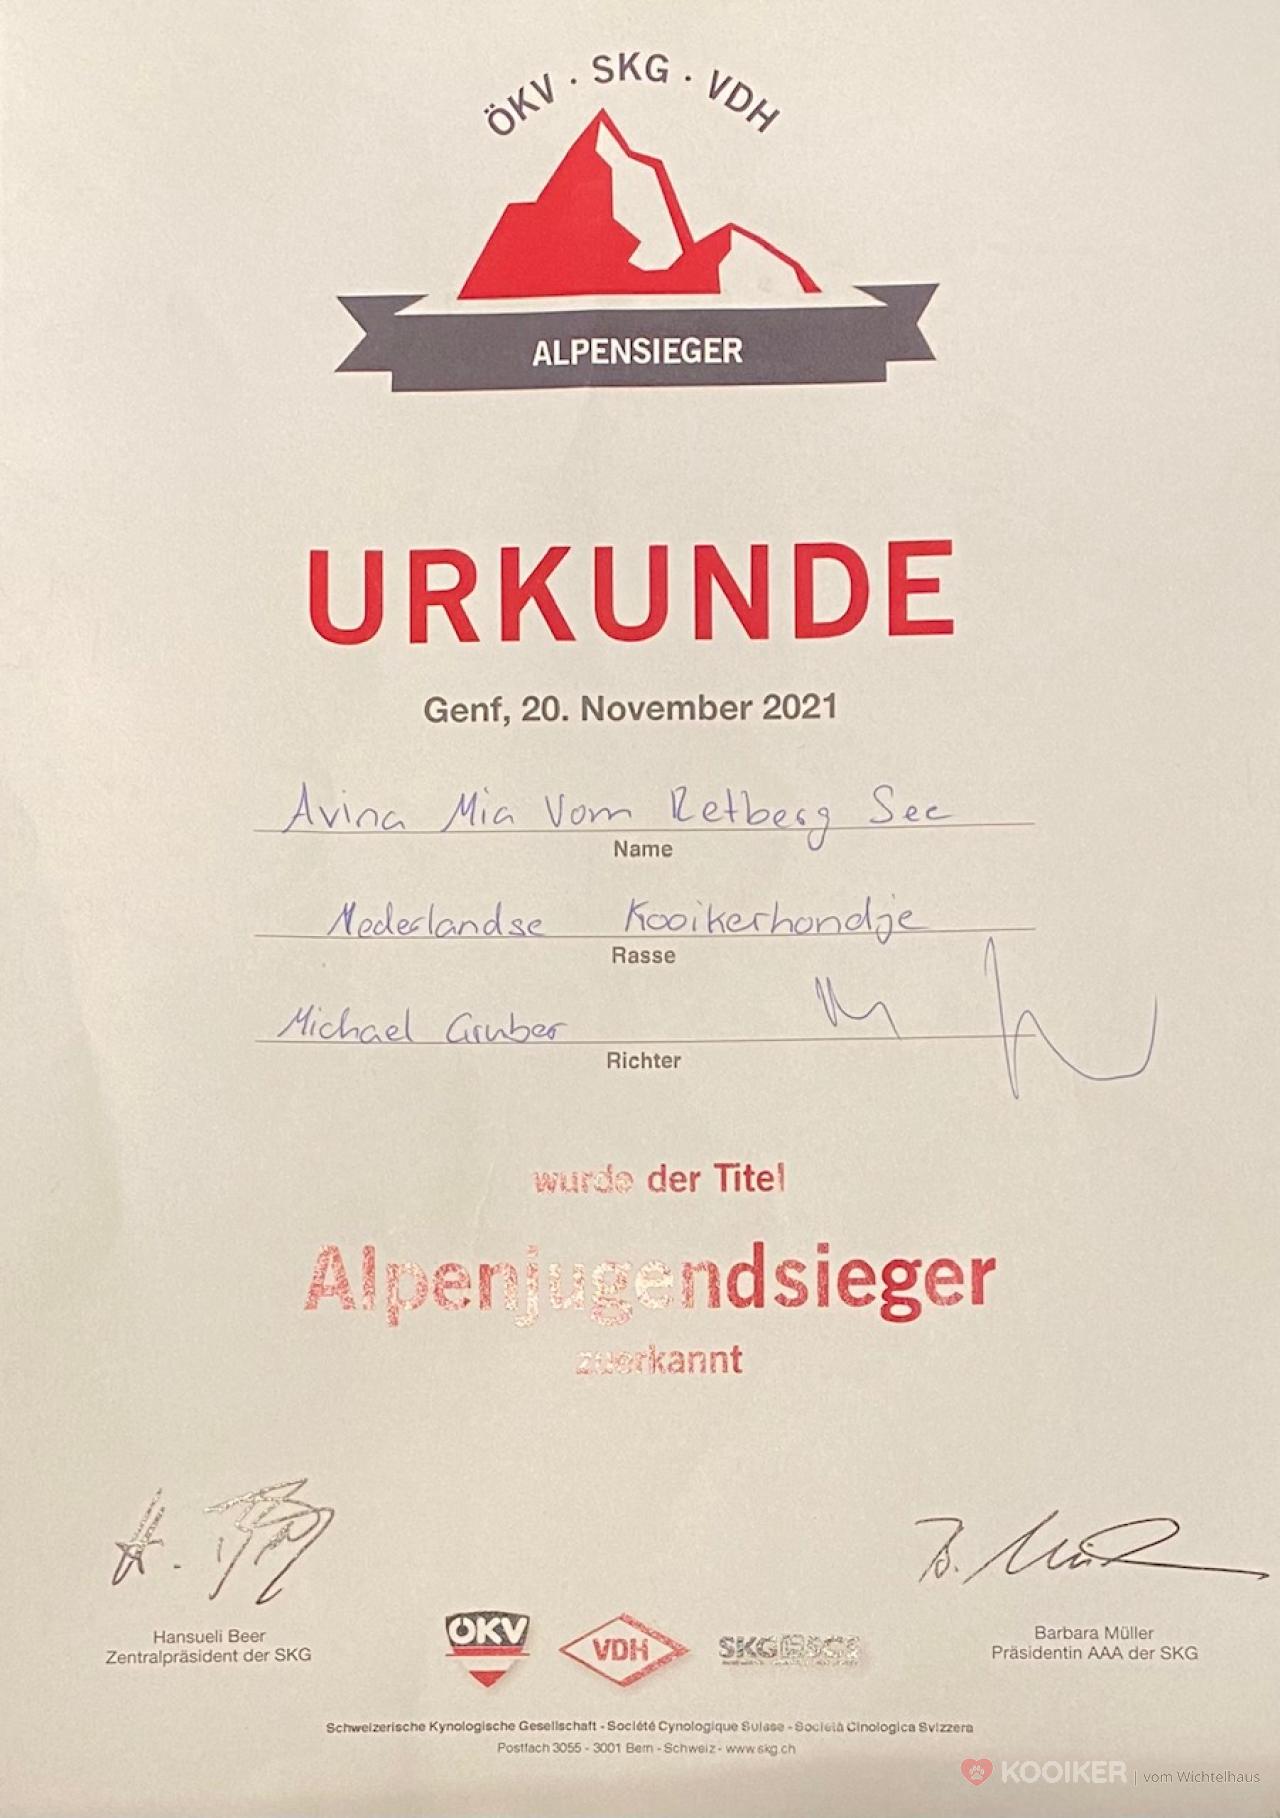 ÖKV · SKG · VDH
ALPENSIEGER
URKUNDE
Genf, 20. November 2021
Avina Mia Vom Retberg See
Name
Nederlandse Kooikerhondje
Rasse
Michael Gruber
Richter
wurde der Titel
Alpenjugendsieger
zuerkannt
Hansueli Beer
Zentralpräsident der SKG
ÖKV
VDH
SKG
Barbara Müller
Präsidentin AAA der SKG
Schweizerische Kynologische Gesellschaft - Société Cynologique Suisse - Società Cinologica Svizzera
Postfach 3055 - 3001 Bern - Schweiz - www.skg.ch
KOOIKER | vom Wichtelhaus